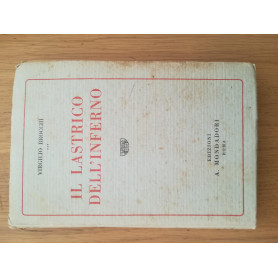 VIRGILIO BROCCHI
IL LASTRICO
DELL'INFERNO
EDIZIONI
A. MONDADORI
ROMA